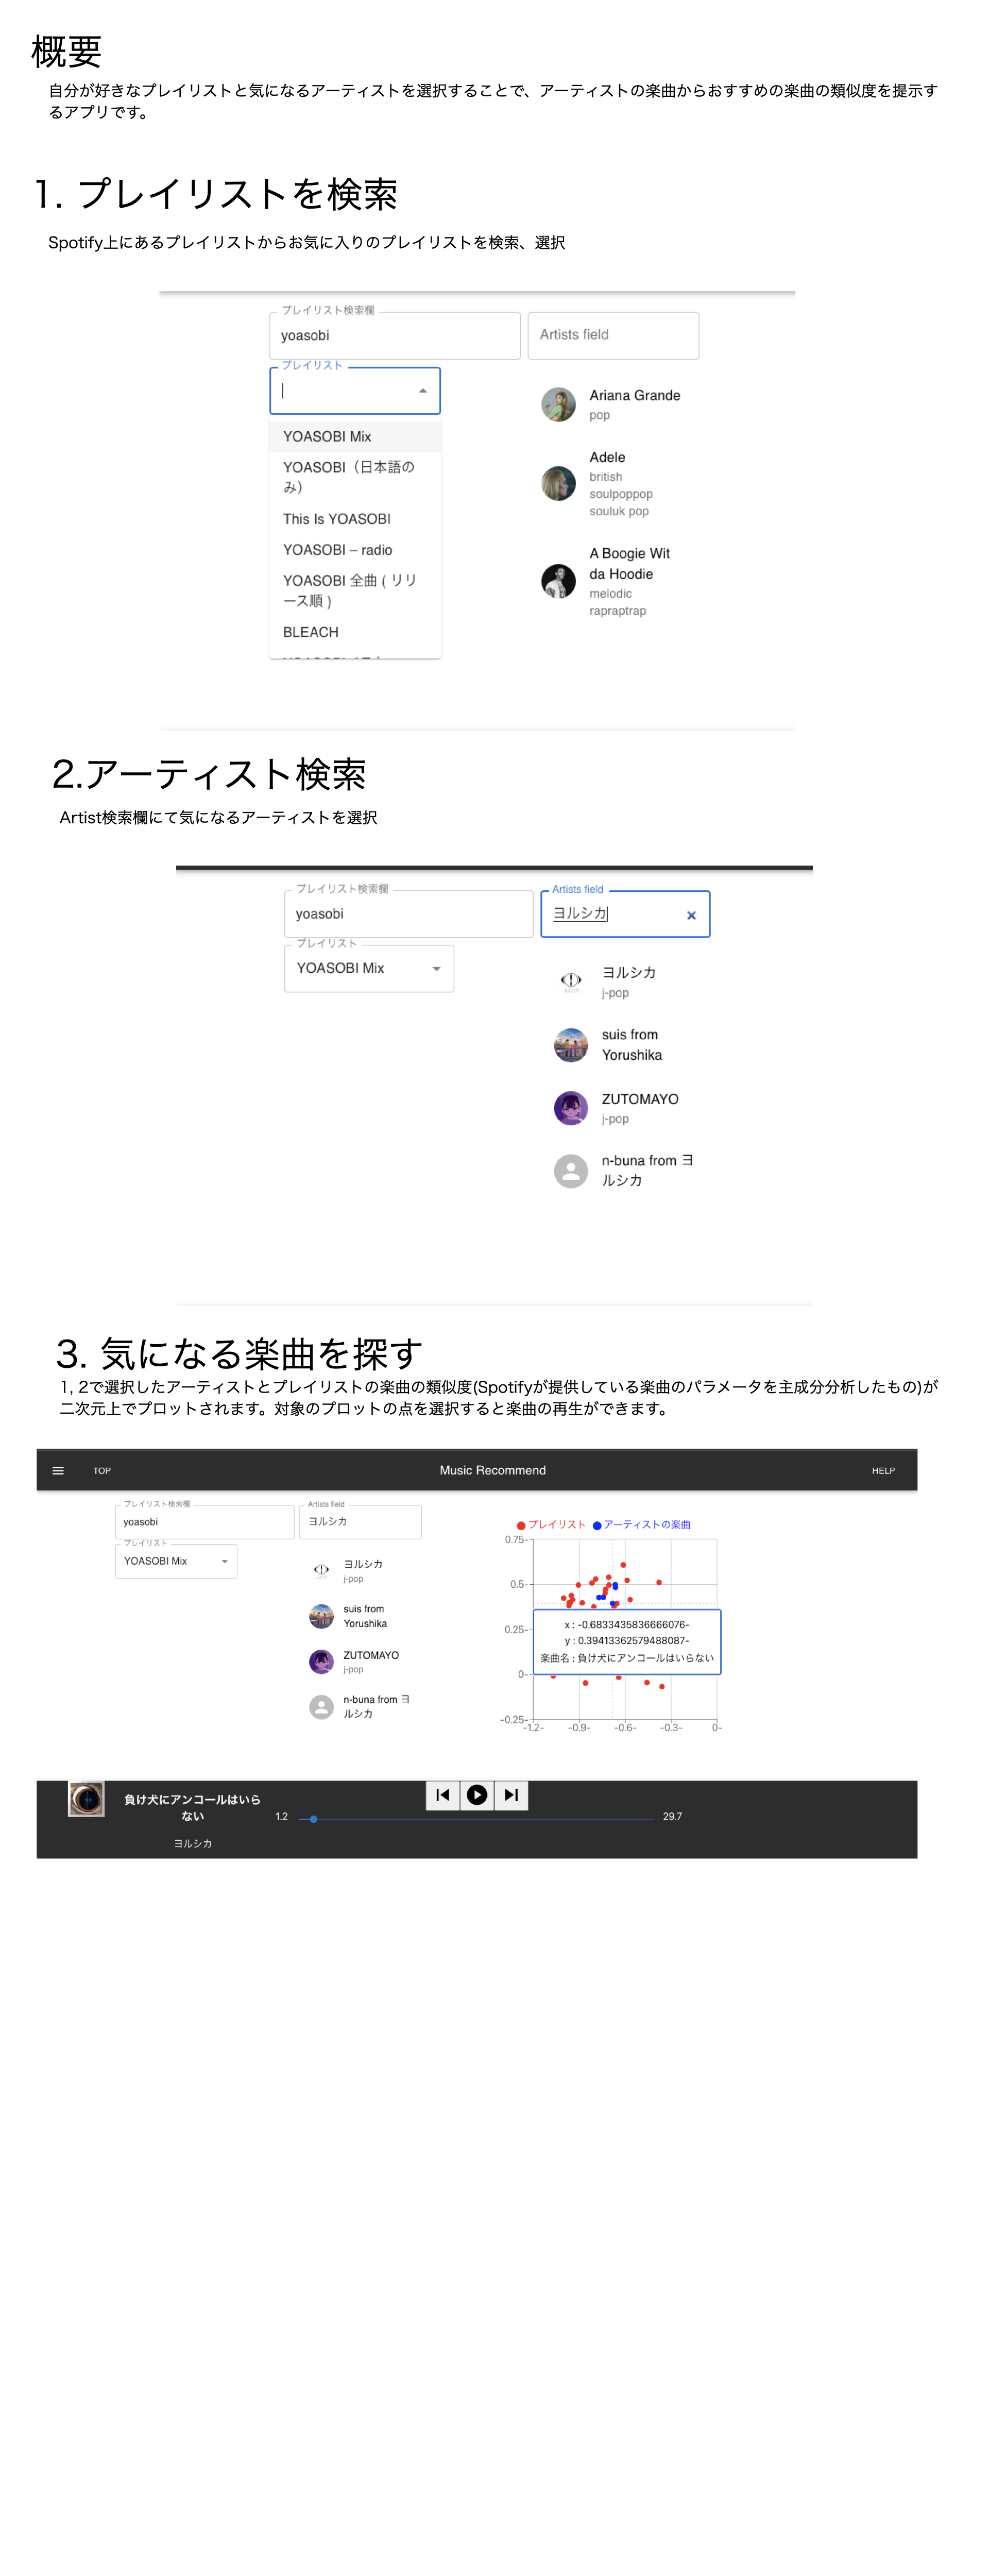 概要
自分が好きなプレイリストと気になるアーティストを選択することで、アーティストの楽曲からおすすめの楽曲の類似度を提示す
るアプリです。
1. プレイリストを検索
Spotify上にあるプレイリストからお気に入りのプレイリストを検索、選択
プレイリスト検索欄
yoasobi
Artists field
プレイリスト
YOASOBI Mix
YOASOBI（日本語の
み）
This Is YOASOBI
YOASOBI – radio
YOASOBI 全曲 ( リリ
ース順 )
BLEACH
Ariana Grande
pop
Adele
british
soulpoppop
souluk pop
A Boogie Wit
da Hoodie
melodic
rapraptrap
2.アーティスト検索
Artist検索欄にて気になるアーティストを選択
プレイリスト検索欄
yoasobi
Artists field
ヨルシカ
プレイリスト
YOASOBI Mix
ヨルシカ
j-pop
suis from
Yorushika
ZUTOMAYO
j-pop
n-buna from ヨ
ルシカ
3. 気になる楽曲を探す
1, 2で選択したアーティストとプレイリストの楽曲の類似度(Spotifyが提供している楽曲のパラメータを主成分分析したもの)が
二次元上でプロットされます。対象のプロットの点を選択すると楽曲の再生ができます。
TOP
Music Recommend
HELP
プレイリスト検索欄
yoasobi
Artists field
ヨルシカ
プレイリスト
YOASOBI Mix
ヨルシカ
j-pop
suis from
Yorushika
ZUTOMAYO
j-pop
n-buna from ヨ
ルシカ
プレイリスト アーティストの楽曲
0.75-
0.5-
0.25-
0-
-0.25-
x : -0.6833435836666076-
y : 0.39413362579488087-
楽曲名 : 負け犬にアンコールはいらない
-1.2- -0.9- -0.6- -0.3- 0-
負け犬にアンコールはいら
ない
ヨルシカ
1.2
29.7